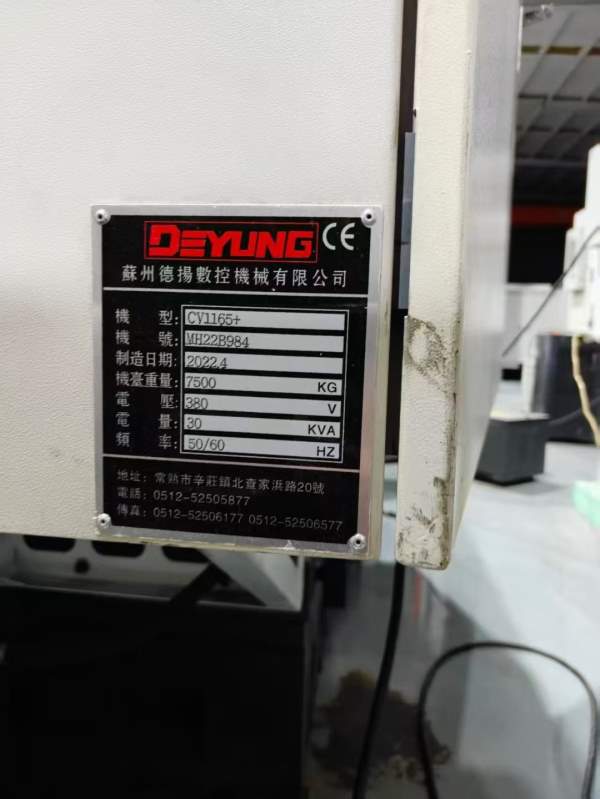 DEYUNG CE
蘇州德揚數控機械有限公司
機型: CV1165+
機號: MH22B984
制造日期: 2022.4
機臺重量: 7500 KG
電壓: 380 V
電量: 30 KVA
頻率: 50/60 HZ
地址: 常熟市辛莊鎮北查家浜路20號
電話: 0512-52505877
傳真: 0512-52506177 0512-52506577